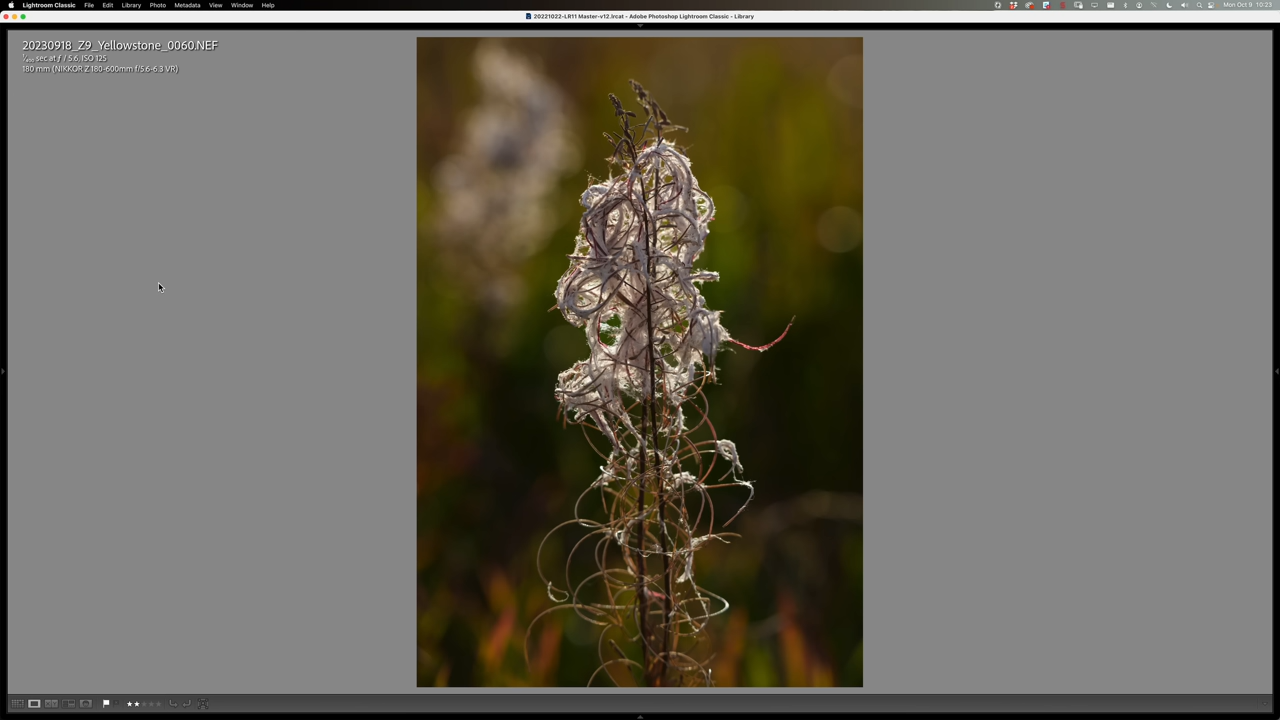 Lightroom Classic File Edit Library Photo Metadata View Window Help Mon Oct 9 10:23
20221022-LR11 Master-v12.lrcat - Adobe Photoshop Lightroom Classic - Library
20230918_Z9_Yellowstone_0060.NEF
sec at ƒ / 5.6, ISO 125
180 mm (NIKKOR Z 180-600mm f/5.6-6.3 VR)